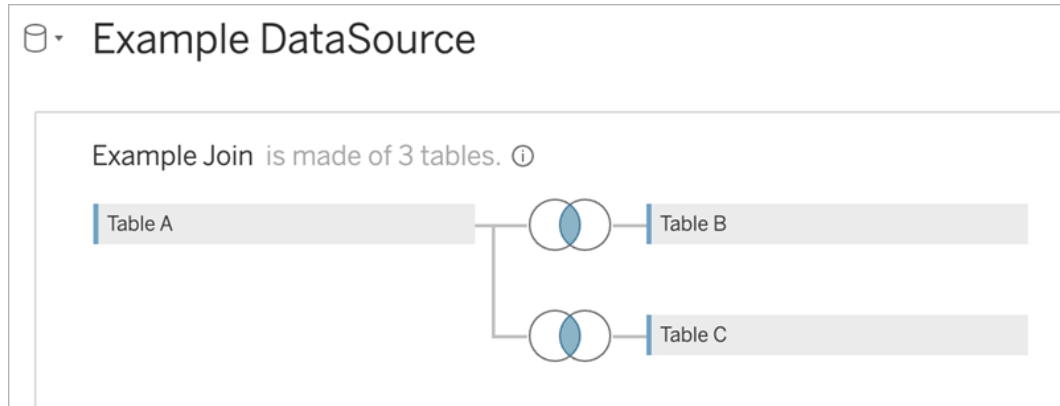 Example DataSource
Example Join is made of 3 tables.
Table A
Table B
Table C